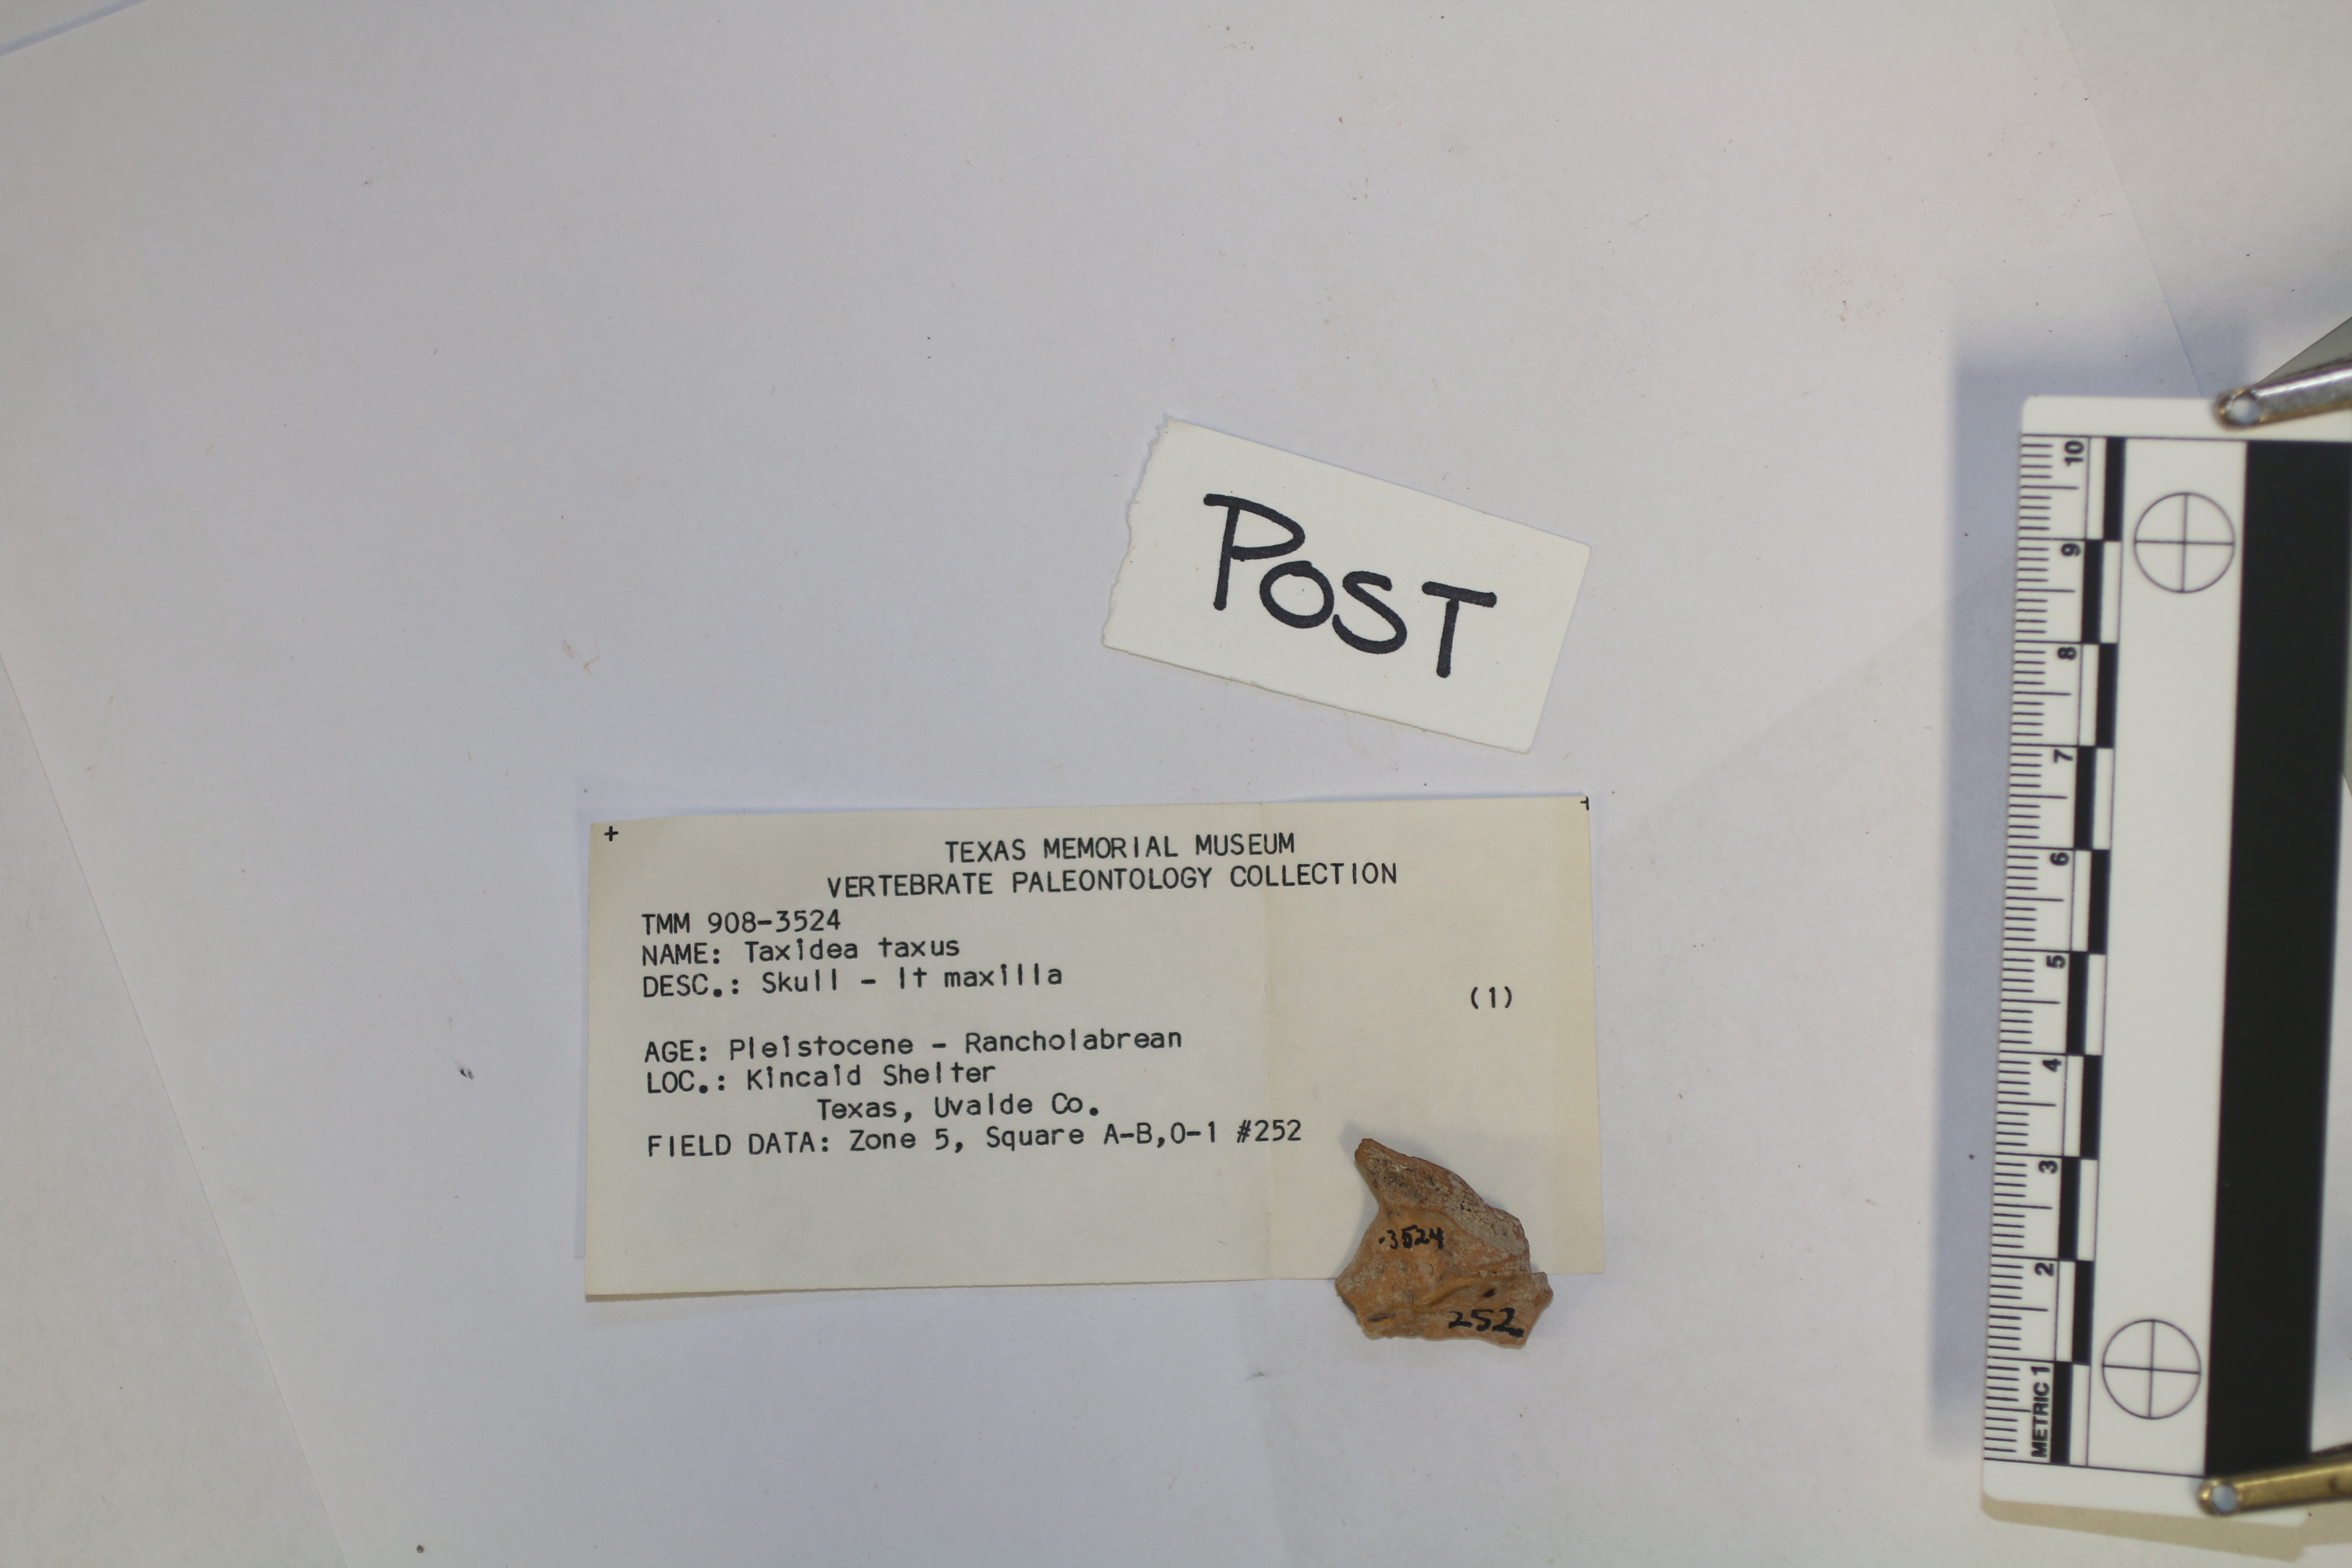 +
TEXAS MEMORIAL MUSEUM
VERTEBRATE PALEONTOLOGY COLLECTION
TMM 908-3524
NAME: Taxidea taxus
DESC.: Skull - lt maxilla (1)
AGE: Pleistocene - Rancholabrean
LOC.: Kincaid Shelter
Texas, Uvalde Co.
FIELD DATA: Zone 5, Square A-B,0-1 #252
POST
·3524
252
METRIC 1 2 3 4 5 6 7 8 9 10